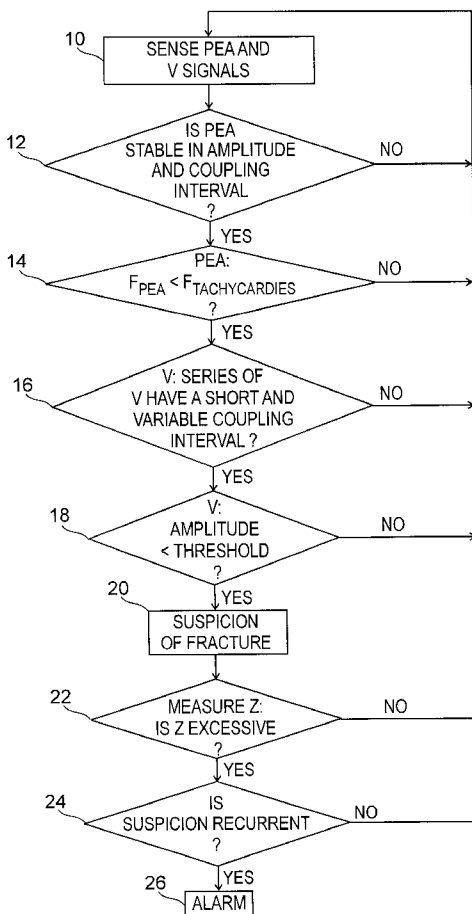 10
SENSE PEA AND
V SIGNALS
12
IS PEA
STABLE IN AMPLITUDE
AND COUPLING
INTERVAL
?
NO
YES
14
PEA:
F_PEA < F_TACHYCARDIES
?
NO
YES
16
V: SERIES OF
V HAVE A SHORT AND
VARIABLE COUPLING
INTERVAL ?
NO
YES
18
V:
AMPLITUDE
< THRESHOLD
?
NO
YES
20
SUSPICION
OF FRACTURE
22
MEASURE Z:
IS Z EXCESSIVE
?
NO
YES
24
IS
SUSPICION RECURRENT
?
NO
YES
26
ALARM